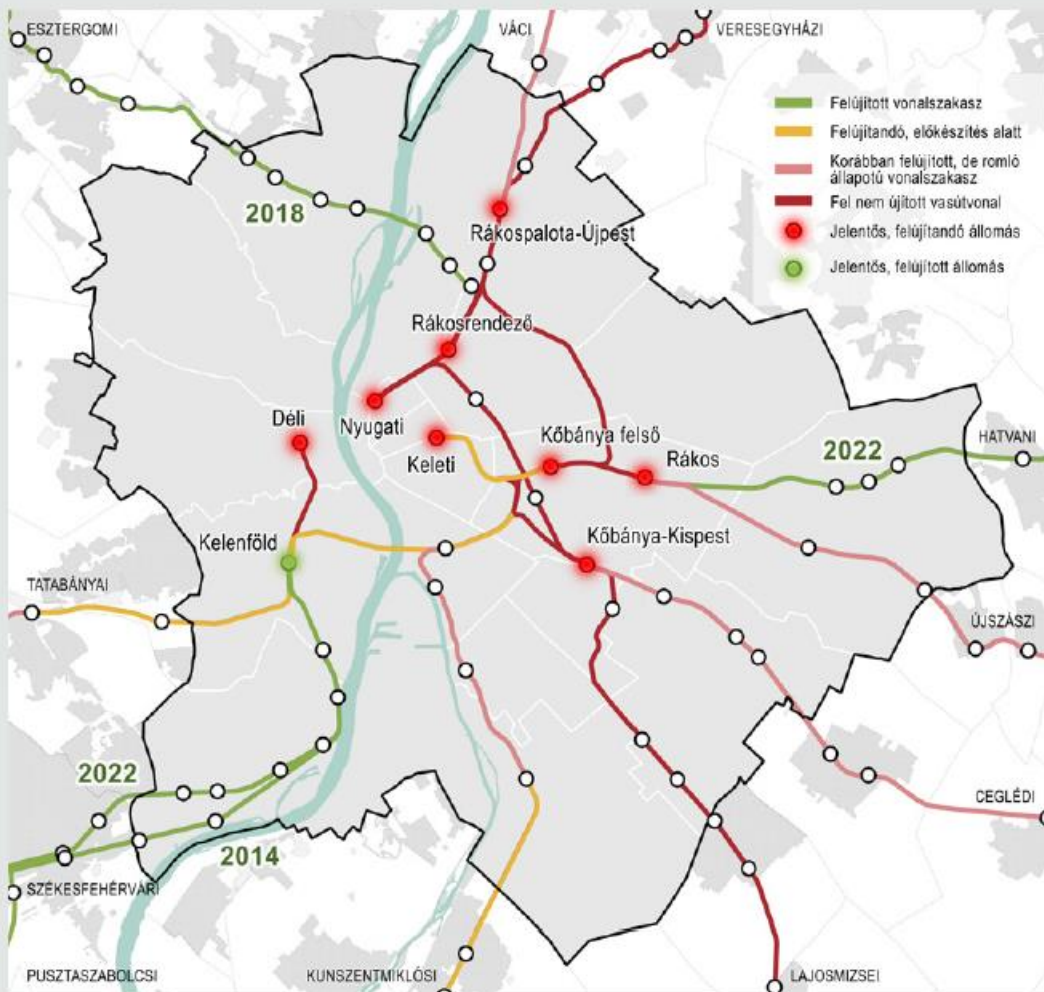 ESZTERGOMI
VÁCI
VERESEGYHÁZI
Felújított vonalszakasz
Felújítandó, előkészítés alatt
Korábban felújított, de romló
állapotú vonalszakasz
Fel nem újított vasútvonal
Jelentős, felújítandó állomás
Jelentős, felújított állomás
2018
Rákospalota-Újpest
Rákosrendező
Déli
Nyugati
Keleti
Kőbánya felső
Rákos
2022
HATVANI
Kelenföld
Kőbánya-Kispest
TATABÁNYAI
ÚJSZÁSZI
2022
CEGLÉDI
2014
SZÉKESFEHÉRVÁRI
PUSZTASZABOLCSI
KUNSZENTMIKLÓSI
LAJOSMIZSEI